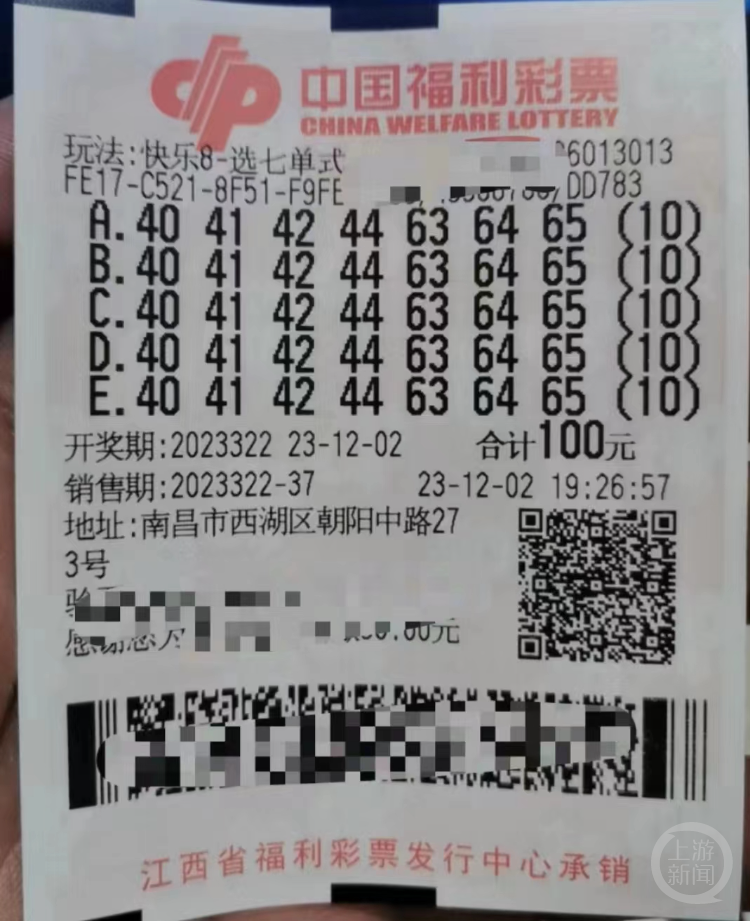 中国福利彩票
CHINA WELFARE LOTTERY
玩法:快乐8-选七单式 6013013
FE17-C521-8F51-F9FE /DD783
A.40 41 42 44 63 64 65 (10)
B.40 41 42 44 63 64 65 (10)
C.40 41 42 44 63 64 65 (10)
D.40 41 42 44 63 64 65 (10)
E.40 41 42 44 63 64 65 (10)
开奖期:2023322 23-12-02 合计100元
销售期:2023322-37 23-12-02 19:26:57
地址:南昌市西湖区朝阳中路27
3号
0.00元
江西省福利彩票发行中心承销
上游新闻